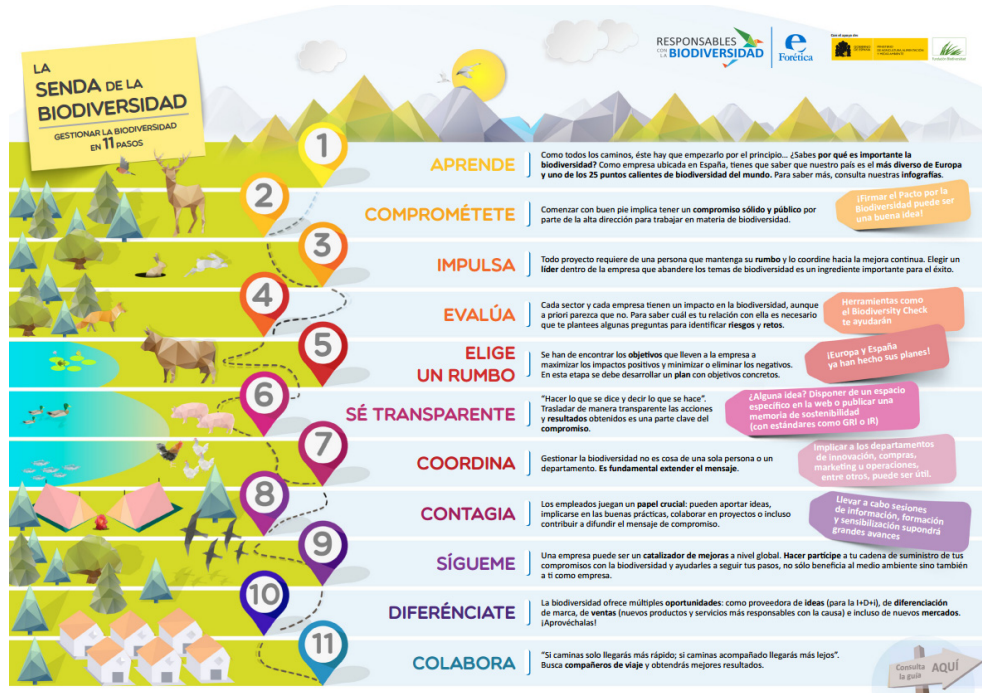 LA
SENDA DE LA
BIODIVERSIDAD
GESTIONAR LA BIODIVERSIDAD
EN 11 PASOS
RESPONSABLES
CON LA BIODIVERSIDAD
e
Forética
Con el apoyo de:
GOBIERNO
DE ESPAÑA
Fundación Biodiversidad
1
APRENDE
Como todos los caminos, éste hay que empezarlo por el principio... ¿Sabes por qué es importante la
biodiversidad? Como empresa ubicada en España, tienes que saber que nuestro país es el más diverso de Europa
y uno de los 25 puntos calientes de biodiversidad del mundo. Para saber más, consulta nuestras infografías.
2
COMPROMÉTETE
Comenzar con buen pie implica tener un compromiso sólido y público por
parte de la alta dirección para trabajar en materia de biodiversidad.
¡Firmar el Pacto por la
Biodiversidad puede ser
una buena idea!
3
IMPULSA
Todo proyecto requiere de una persona que mantenga su rumbo y lo coordine hacia la mejora continua. Elegir un
líder dentro de la empresa que abandere los temas de biodiversidad es un ingrediente importante para el éxito.
4
EVALÚA
Cada sector y cada empresa tienen un impacto en la biodiversidad, aunque
a priori parezca que no. Para saber cuál es tu relación con ella es necesario
que te plantees algunas preguntas para identificar riesgos y retos.
Herramientas como
el Biodiversity Check
te ayudarán
5
ELIGE
UN RUMBO
Se han de encontrar los objetivos que lleven a la empresa a
maximizar los impactos positivos y minimizar o eliminar los negativos.
En esta etapa se debe desarrollar un plan con objetivos concretos.
¡Europa y España
ya han hecho sus planes!
6
SÉ TRANSPARENTE
"Hacer lo que se dice y decir lo que se hace".
Trasladar de manera transparente las acciones
y resultados obtenidos es una parte clave del
compromiso.
¿Alguna idea? Disponer de un espacio
específico en la web o publicar una
memoria de sostenibilidad
(con estándares como GRI o IR)
7
COORDINA
Gestionar la biodiversidad no es cosa de una sola persona o un
departamento. Es fundamental extender el mensaje.
Implicar a los departamentos
de innovación, compras,
marketing u operaciones,
entre otros, puede ser útil.
8
CONTAGIA
Los empleados juegan un papel crucial: pueden aportar ideas,
implicarse en las buenas prácticas, colaborar en proyectos o incluso
contribuir a difundir el mensaje de compromiso.
Llevar a cabo sesiones
de información, formación
y sensibilización supondrá
grandes avances
9
SÍGUEME
Una empresa puede ser un catalizador de mejoras a nivel global. Hacer partícipe a tu cadena de suministro de tus
compromisos con la biodiversidad y ayudarles a seguir tus pasos, no sólo beneficia al medio ambiente sino también
a ti como empresa.
10
DIFERÉNCIATE
La biodiversidad ofrece múltiples oportunidades: como proveedora de ideas (para la I+D+i), de diferenciación
de marca, de ventas (nuevos productos y servicios más responsables con la causa) e incluso de nuevos mercados.
¡Aprovéchalas!
11
COLABORA
"Si caminas solo llegarás más rápido; si caminas acompañado llegarás más lejos".
Busca compañeros de viaje y obtendrás mejores resultados.
Consulta
la guía
AQUÍ